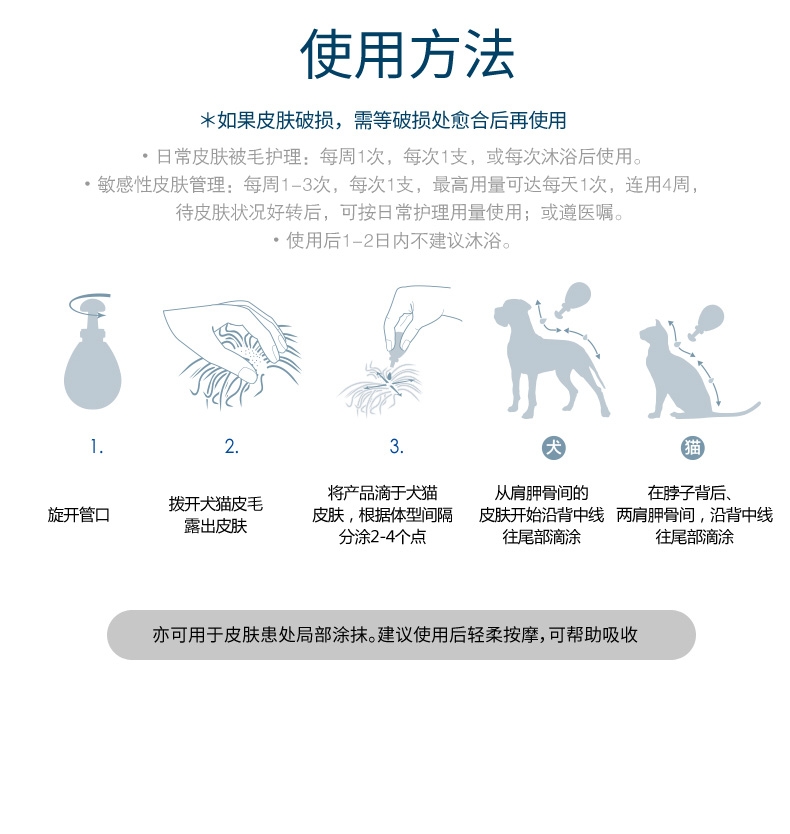 使用方法
＊如果皮肤破损，需等破损处愈合后再使用
• 日常皮肤被毛护理：每周1次，每次1支，或每次沐浴后使用。
• 敏感性皮肤管理：每周1-3次，每次1支，最高用量可达每天1次，连用4周，
待皮肤状况好转后，可按日常护理用量使用；或遵医嘱。
• 使用后1-2日内不建议沐浴。
1.
旋开管口
2.
拨开犬猫皮毛
露出皮肤
3.
将产品滴于犬猫
皮肤，根据体型间隔
分涂2-4个点
犬
从肩胛骨间的
皮肤开始沿背中线
往尾部滴涂
猫
在脖子背后、
两肩胛骨间，沿背中线
往尾部滴涂
亦可用于皮肤患处局部涂抹。建议使用后轻柔按摩，可帮助吸收